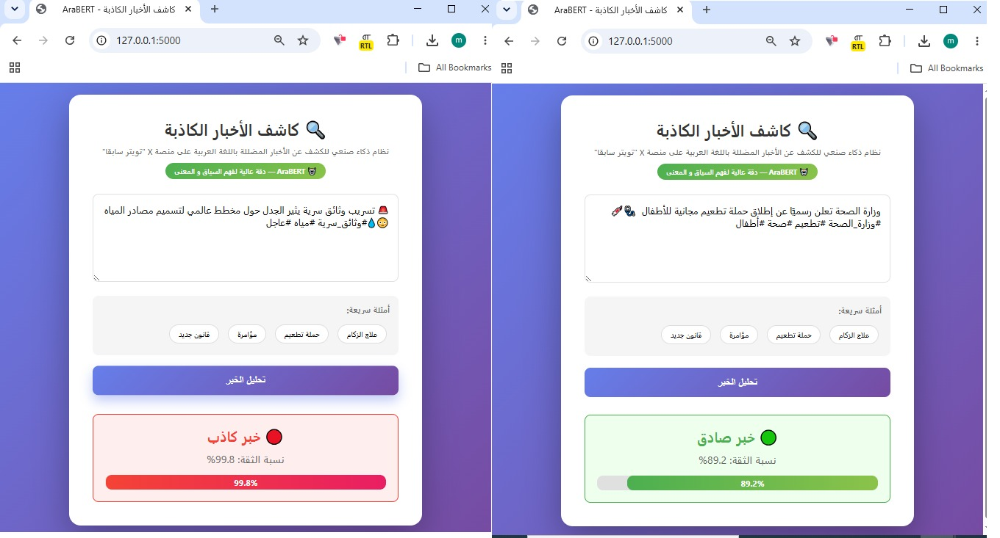 AraBERT - كاشف الأخبار الكاذبة
127.0.0.1:5000
RTL
m
All Bookmarks
🔍 كاشف الأخبار الكاذبة
نظام ذكاء صنعي للكشف عن الأخبار المضللة باللغة العربية على منصة X "تويتر سابقا"
AraBERT — دقة عالية لفهم السياق و المعنى
🚨 تسريب وثائق سرية يثير الجدل حول مخطط عالمي لتسميم مصادر المياه
😳💧#وثائق_سرية #مياه #عاجل
أمثلة سريعة:
علاج الزكام
حملة تطعيم
مؤامرة
قانون جديد
تحليل الخبر
🔴 خبر كاذب
نسبة الثقة: 99.8%
99.8%
AraBERT - كاشف الأخبار الكاذبة
127.0.0.1:5000
RTL
m
All Bookmarks
🔍 كاشف الأخبار الكاذبة
نظام ذكاء صنعي للكشف عن الأخبار المضللة باللغة العربية على منصة X "تويتر سابقا"
AraBERT — دقة عالية لفهم السياق و المعنى
وزارة الصحة تعلن رسميًا عن إطلاق حملة تطعيم مجانية للأطفال 🩺💉
#وزارة_الصحة #تطعيم #صحة #أطفال
أمثلة سريعة:
علاج الزكام
حملة تطعيم
مؤامرة
قانون جديد
تحليل الخبر
🟢 خبر صادق
نسبة الثقة: 89.2%
89.2%